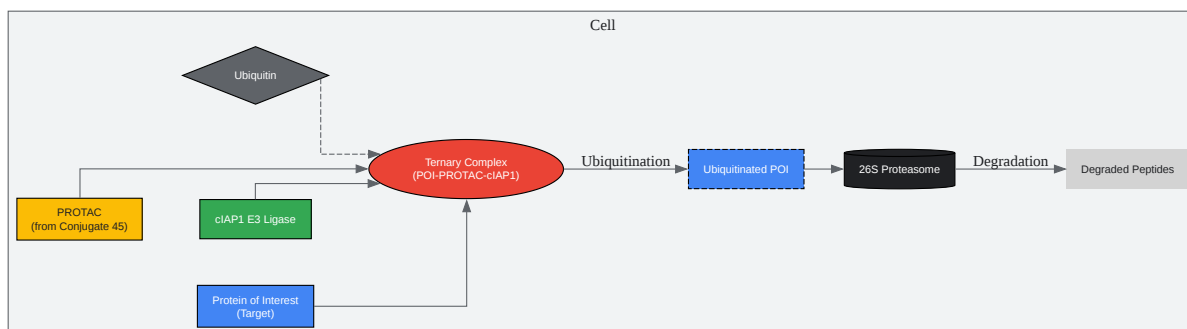 Cell
Ubiquitin
Ternary Complex
(POI-PROTAC-cIAP1)
Ubiquitination
Ubiquitinated POI
26S Proteasome
Degradation
Degraded Peptides
PROTAC
(from Conjugate 45)
cIAP1 E3 Ligase
Protein of Interest
(Target)